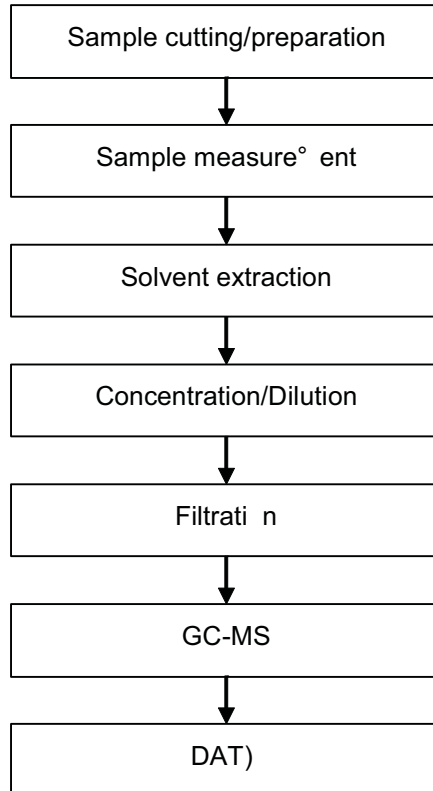 Sample cutting/preparation
Sample measure° ent
Solvent extraction
Concentration/Dilution
Filtrati n
GC-MS
DAT)